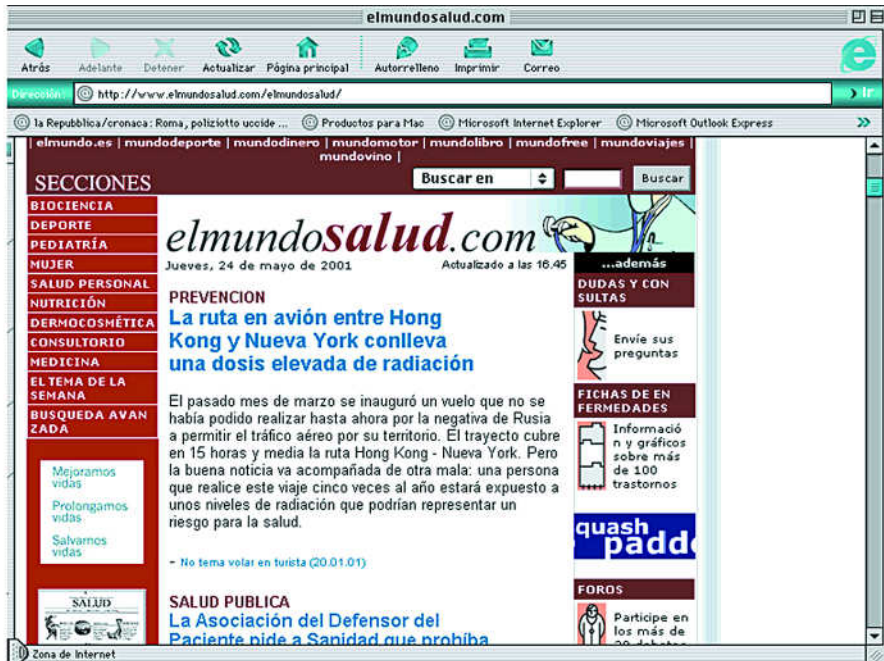 elmundosalud.com
Atrás Adelante Detener Actualizar Página principal Autorrelleno Imprimir Correo
Dirección: http://www.elmundosalud.com/elmundosalud/ Ir
la Repubblica/cronaca: Roma, poliziotto uccide ... Productos para Mac Microsoft Internet Explorer Microsoft Outlook Express
| elmundo.es | mundodeporte | mundodinero | mundomotor | mundolibro | mundofree | mundoviajes |
mundovino |
SECCIONES
Buscar en
Buscar
BIOCIENCIA
DEPORTE
PEDIATRÍA
MUJER
SALUD PERSONAL
NUTRICIÓN
DERMOCOSMÉTICA
CONSULTORIO
MEDICINA
EL TEMA DE LA
SEMANA
BUSQUEDA AVAN
ZADA
Mejoramos
vidas
Prolongamos
vidas
Salvamos
vidas
SALUD
elmundosalud.com
Jueves, 24 de mayo de 2001
Actualizado a las 16.45
PREVENCION
La ruta en avión entre Hong
Kong y Nueva York conlleva
una dosis elevada de radiación
El pasado mes de marzo se inauguró un vuelo que no se
había podido realizar hasta ahora por la negativa de Rusia
a permitir el tráfico aéreo por su territorio. El trayecto cubre
en 15 horas y media la ruta Hong Kong - Nueva York. Pero
la buena noticia va acompañada de otra mala: una persona
que realice este viaje cinco veces al año estará expuesto a
unos niveles de radiación que podrían representar un
riesgo para la salud.
- No tema volar en turista (20.01.01)
SALUD PUBLICA
La Asociación del Defensor del
Paciente pide a Sanidad que prohíba
...además
DUDAS Y CON
SULTAS
Envíe sus
preguntas
FICHAS DE EN
FERMEDADES
Informació
n y gráficos
sobre más
de 100
trastornos
quash
padd
FOROS
Participe en
los más de
20 debates
Zona de Internet